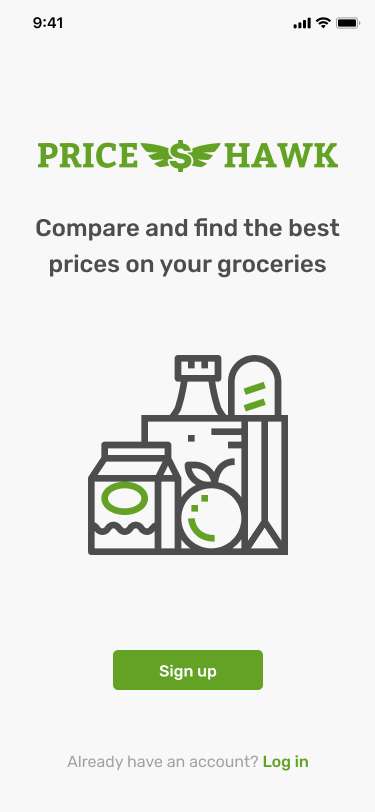 9:41
PRICE $ HAWK
Compare and find the best
prices on your groceries
Sign up
Already have an account? Log in